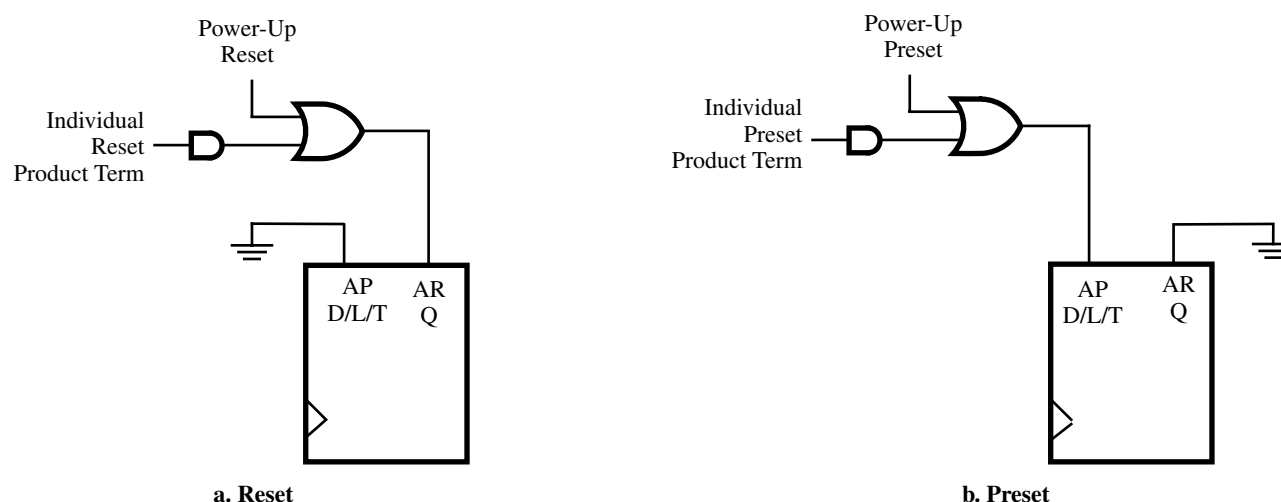 Power-Up
Reset
Individual
Reset
Product Term
AP
AR
D/L/T
Q
a. Reset
Power-Up
Preset
Individual
Preset
Product Term
AP
AR
D/L/T
Q
b. Preset